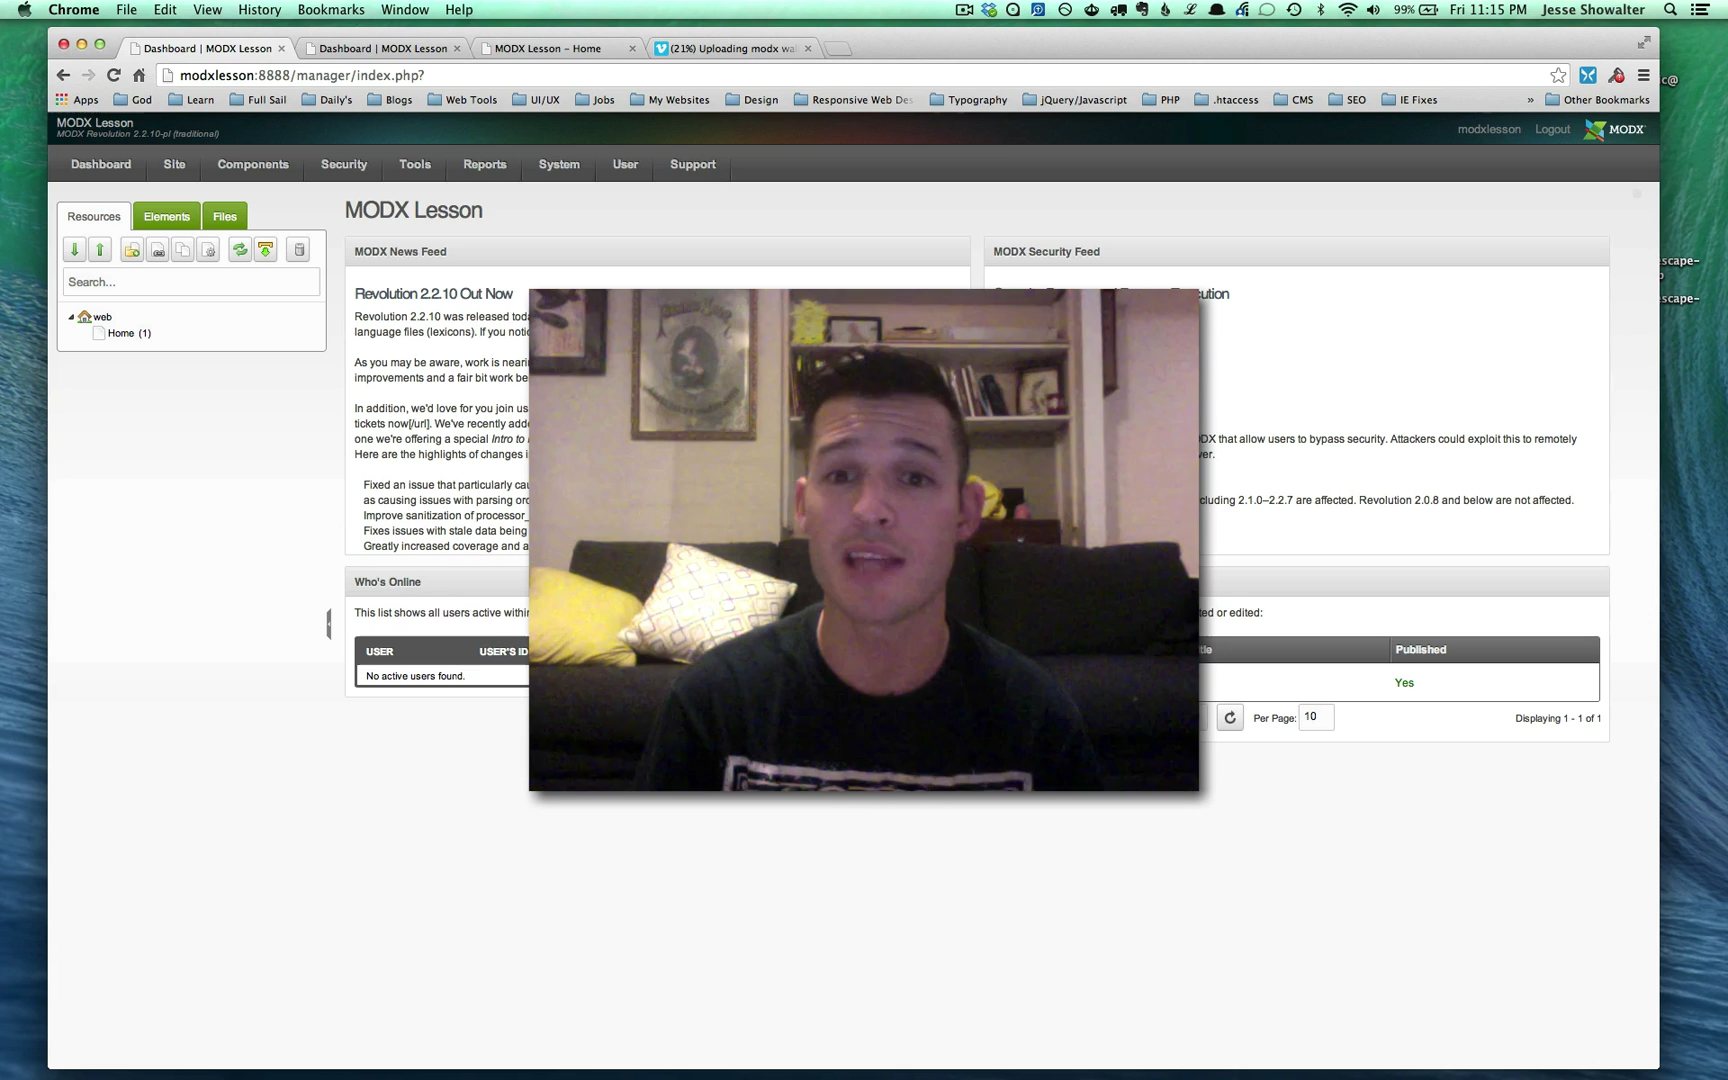 Chrome File Edit View History Bookmarks Window Help 99% Fri 11:15 PM Jesse Showalter
Dashboard | MODX Lesson Dashboard | MODX Lesson MODX Lesson – Home (21%) Uploading modx wal
modxlesson:8888/manager/index.php?
Apps God Learn Full Sail Daily's Blogs Web Tools UI/UX Jobs My Websites Design Responsive Web Des Typography jQuery/Javascript PHP .htaccess CMS SEO IE Fixes » Other Bookmarks
MODX Lesson
MODX Revolution 2.2.10-pl (traditional)
modxlesson Logout MODX
Dashboard Site Components Security Tools Reports System User Support
Resources Elements Files
Search...
web
Home (1)
MODX Lesson
MODX News Feed
Revolution 2.2.10 Out Now
Revolution 2.2.10 was released toda
language files (lexicons). If you notic
As you may be aware, work is nearin
improvements and a fair bit work be
In addition, we'd love for you join us
tickets now[/url]. We've recently adde
one we're offering a special Intro to
Here are the highlights of changes i
Fixed an issue that particularly cau
as causing issues with parsing orc
Improve sanitization of processor_
Fixes issues with stale data being
Greatly increased coverage and a
MODX Security Feed
cution
DX that allow users to bypass security. Attackers could exploit this to remotely
ver.
cluding 2.1.0–2.2.7 are affected. Revolution 2.0.8 and below are not affected.
Who's Online
This list shows all users active within
USER USER'S ID
No active users found.
ted or edited:
itle Published
Yes
Per Page: 10 Displaying 1 - 1 of 1
c@
scape-
p
scape-